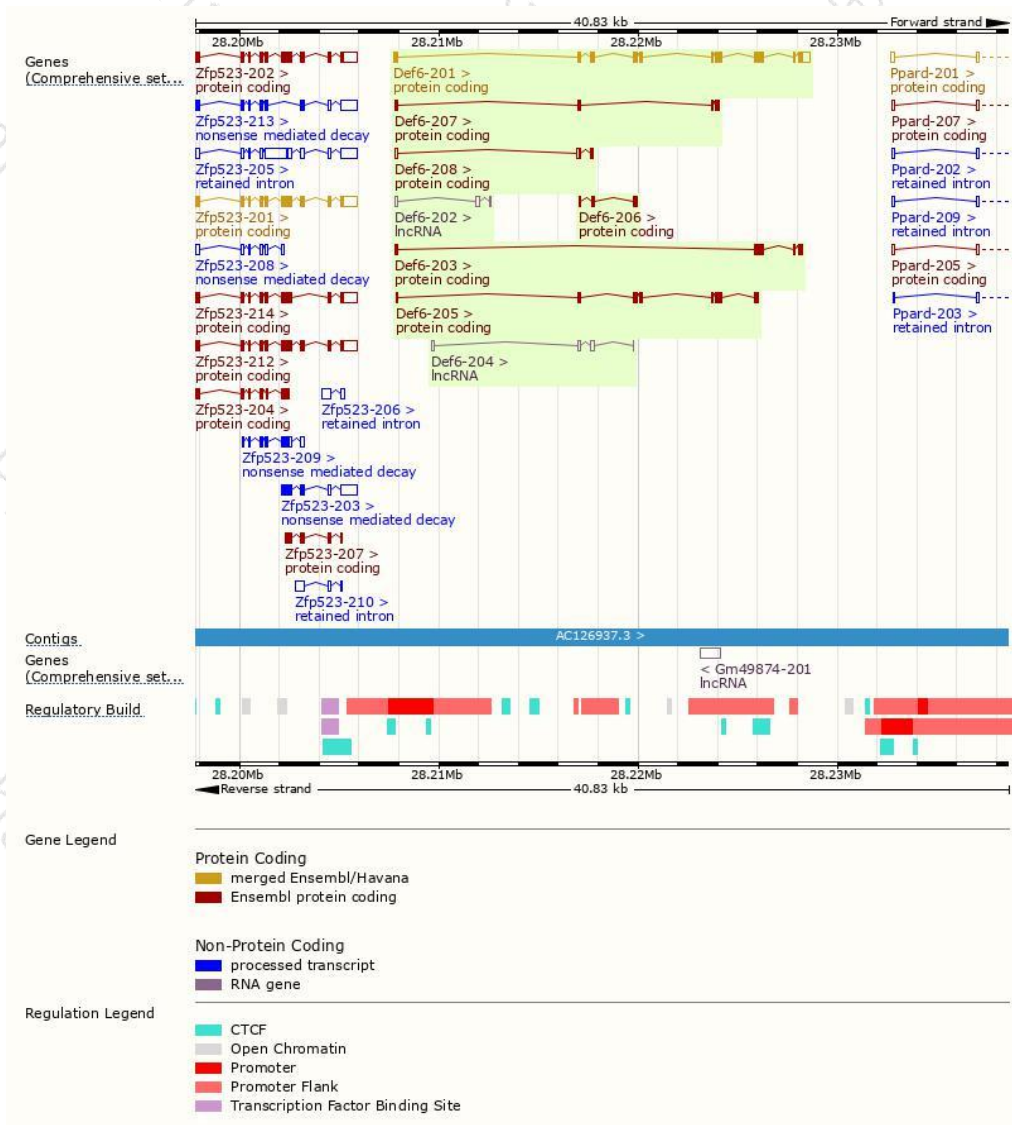 40.83 kb Forward strand
28.20Mb 28.21Mb 28.22Mb 28.23Mb
Genes
(Comprehensive set...
Zfp523-202 > Def6-201 > Ppard-201 >
protein coding protein coding protein coding
Zfp523-213 > Def6-207 > Ppard-207 >
nonsense mediated decay protein coding protein coding
Zfp523-205 > Def6-208 > Ppard-202 >
retained intron protein coding retained intron
Zfp523-201 > Def6-202 > Def6-206 > Ppard-209 >
protein coding lncRNA protein coding retained intron
Zfp523-208 > Def6-203 > Ppard-205 >
nonsense mediated decay protein coding protein coding
Zfp523-214 > Def6-205 > Ppard-203 >
protein coding protein coding retained intron
Zfp523-212 > Def6-204 >
protein coding lncRNA
Zfp523-204 > Zfp523-206 >
protein coding retained intron
Zfp523-209 >
nonsense mediated decay
Zfp523-203 >
nonsense mediated decay
Zfp523-207 >
protein coding
Zfp523-210 >
retained intron
Contigs AC126937.3 >
Genes
(Comprehensive set...
< Gm49874-201
lncRNA
Regulatory Build
28.20Mb 28.21Mb 28.22Mb 28.23Mb
Reverse strand 40.83 kb
Gene Legend
Protein Coding
merged Ensembl/Havana
Ensembl protein coding
Non-Protein Coding
processed transcript
RNA gene
Regulation Legend
CTCF
Open Chromatin
Promoter
Promoter Flank
Transcription Factor Binding Site